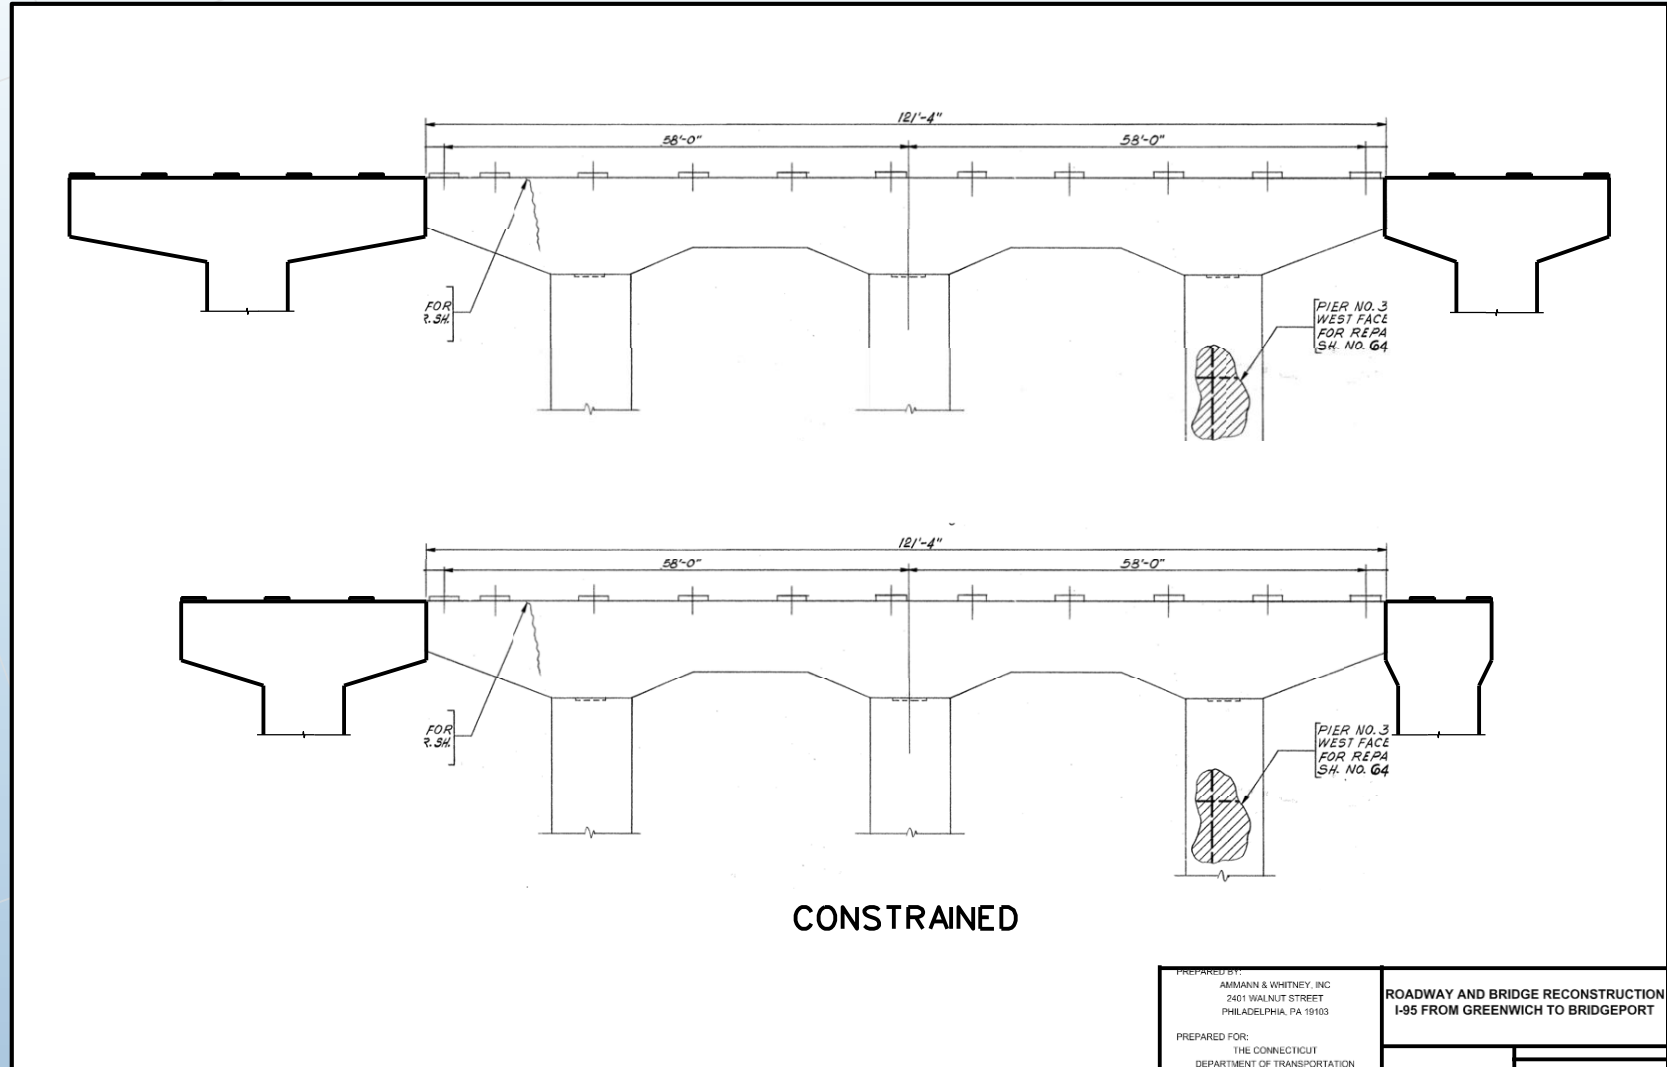 121'-4"
58'-0"
58'-0"
FOR
R. SH.
PIER NO. 3
WEST FACE
FOR REPA
SH. NO. 64
121'-4"
58'-0"
58'-0"
FOR
R. SH.
PIER NO. 3
WEST FACE
FOR REPA
SH. NO. 64
CONSTRAINED
PREPARED BY:
AMMANN & WHITNEY, INC
2401 WALNUT STREET
PHILADELPHIA, PA 19103
PREPARED FOR:
THE CONNECTICUT
DEPARTMENT OF TRANSPORTATION
ROADWAY AND BRIDGE RECONSTRUCTION
I-95 FROM GREENWICH TO BRIDGEPORT